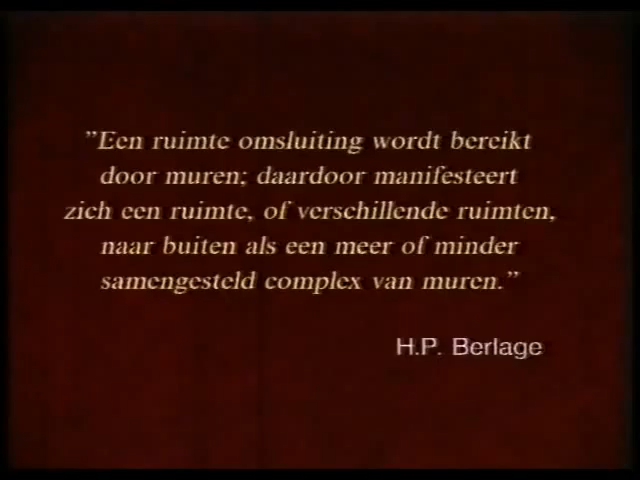 ”Een ruimte omsluiting wordt bereikt
door muren; daardoor manifesteert
zich een ruimte, of verschillende ruimten,
naar buiten als een meer of minder
samengesteld complex van muren.”
H.P. Berlage